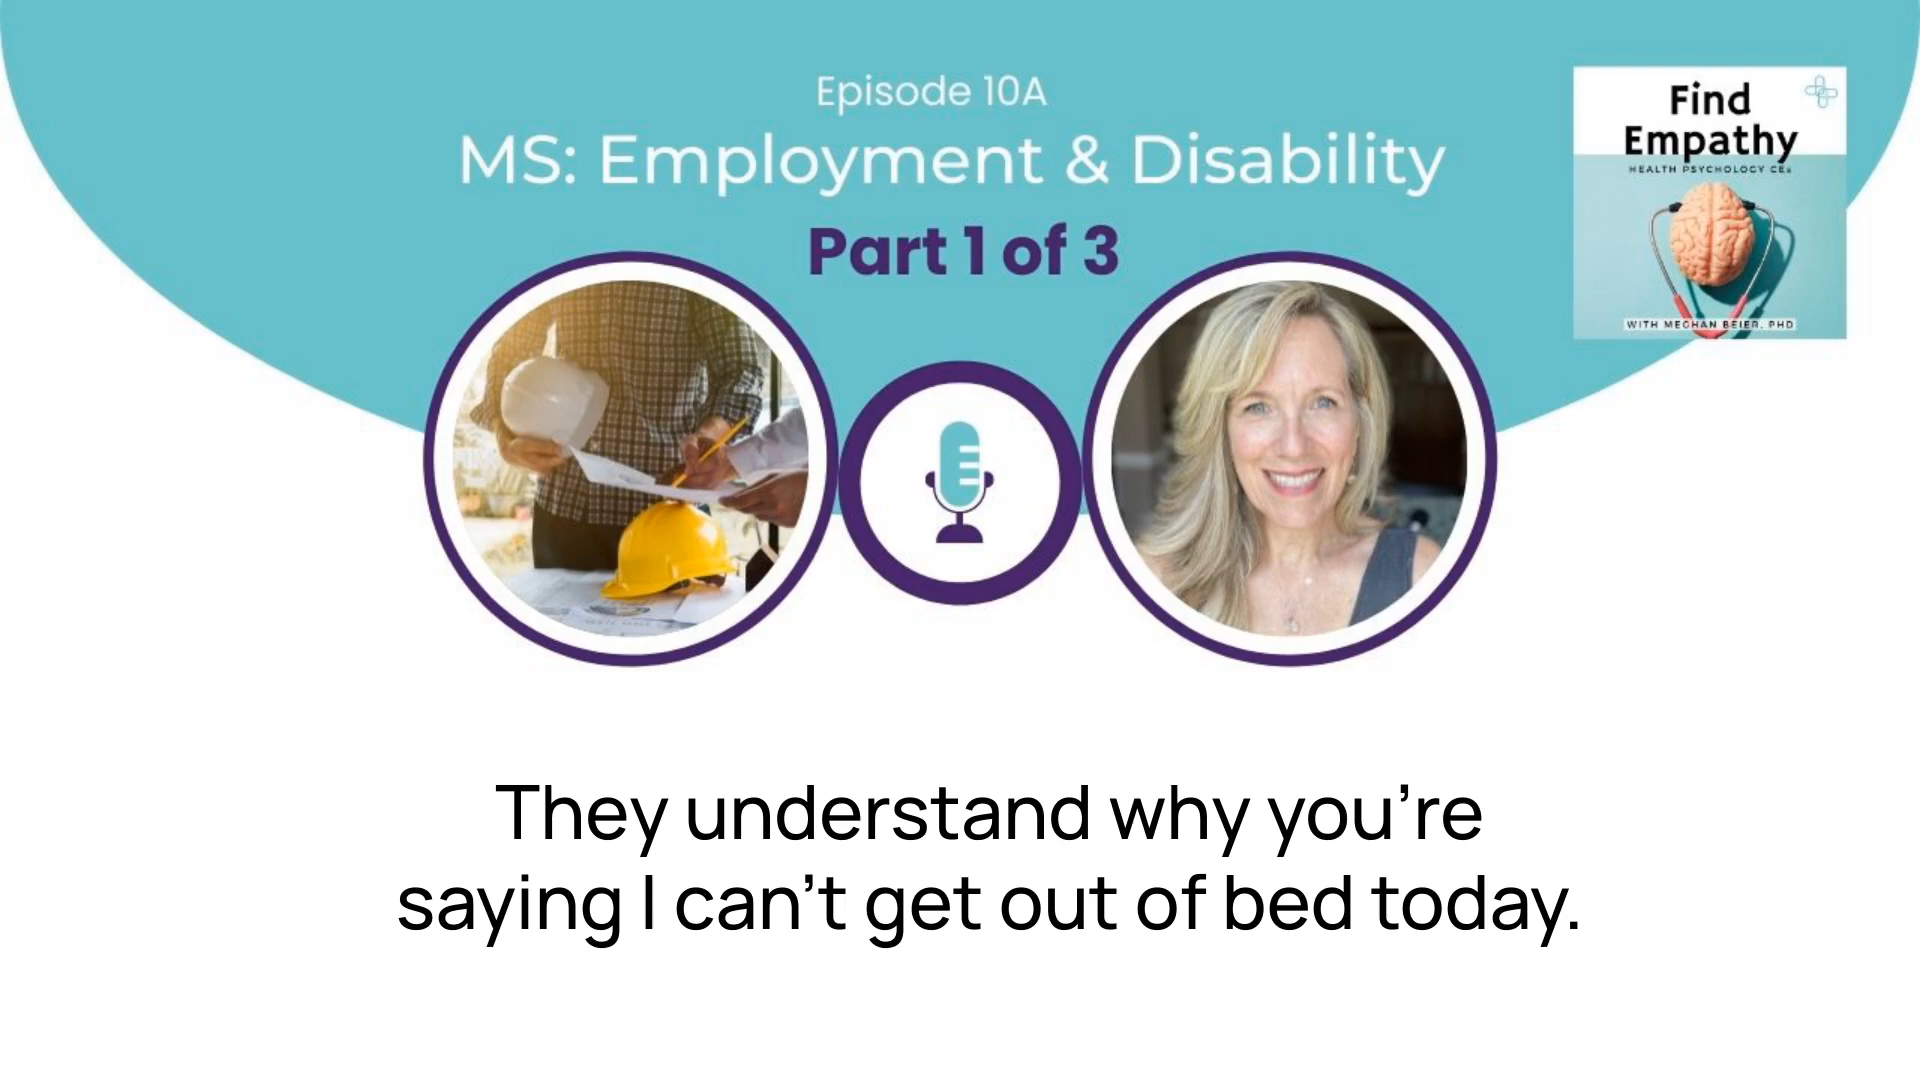 Episode 10A
MS: Employment & Disability
Part 1 of 3
Find
Empathy
HEALTH PSYCHOLOGY CEs
WITH MEGHAN BEIER, PHD
They understand why you're
saying I can't get out of bed today.